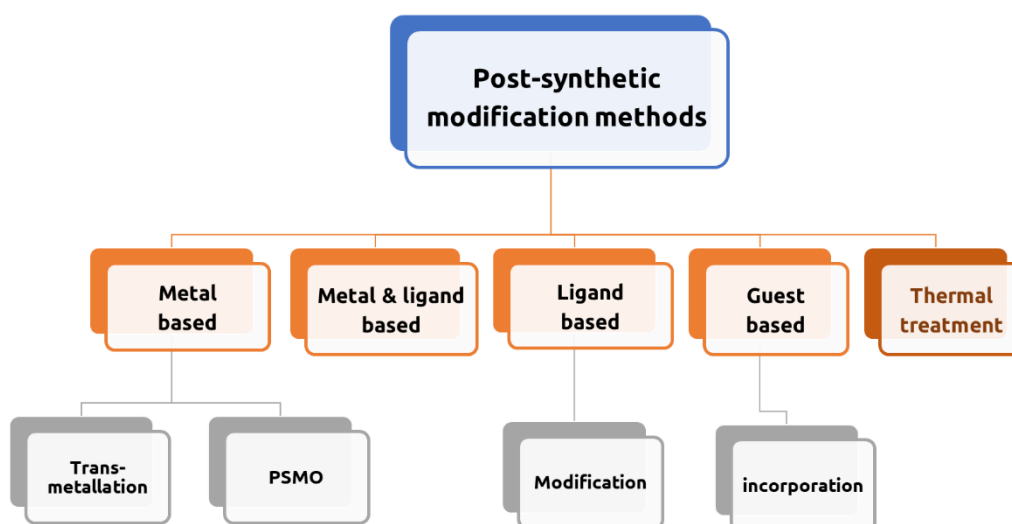 Post-synthetic
modification methods
Metal
based
Metal & ligand
based
Ligand
based
Guest
based
Thermal
treatment
Trans-
metallation
PSMO
Modification
incorporation